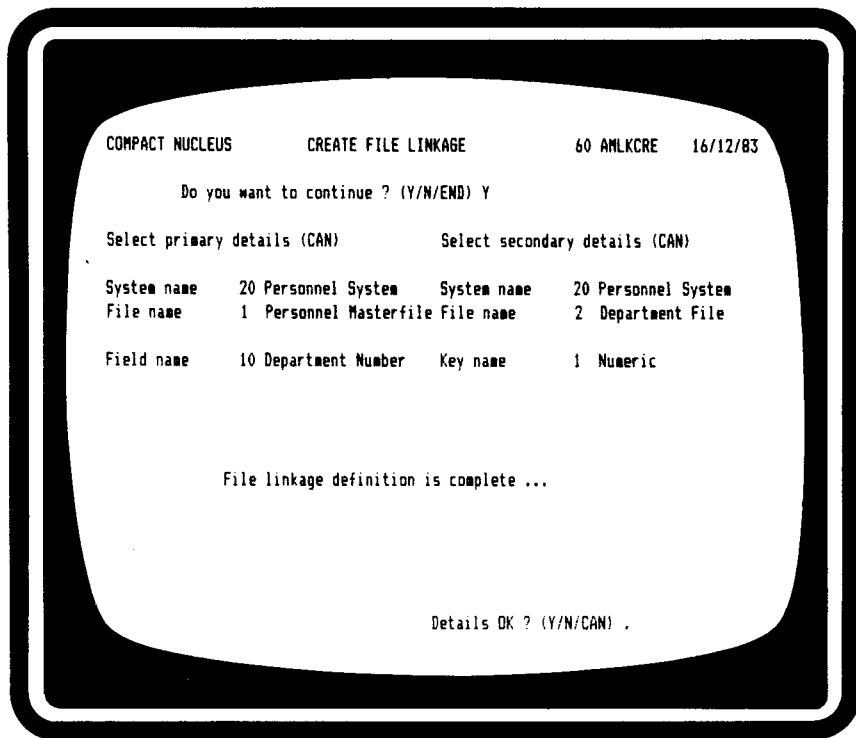 COMPACT NUCLEUS CREATE FILE LINKAGE 60 AMLKCRE 16/12/83
Do you want to continue ? (Y/N/END) Y
Select primary details (CAN) Select secondary details (CAN)
System name 20 Personnel System System name 20 Personnel System
File name 1 Personnel Masterfile File name 2 Department File
Field name 10 Department Number Key name 1 Numeric
File linkage definition is complete ...
Details OK ? (Y/N/CAN) .